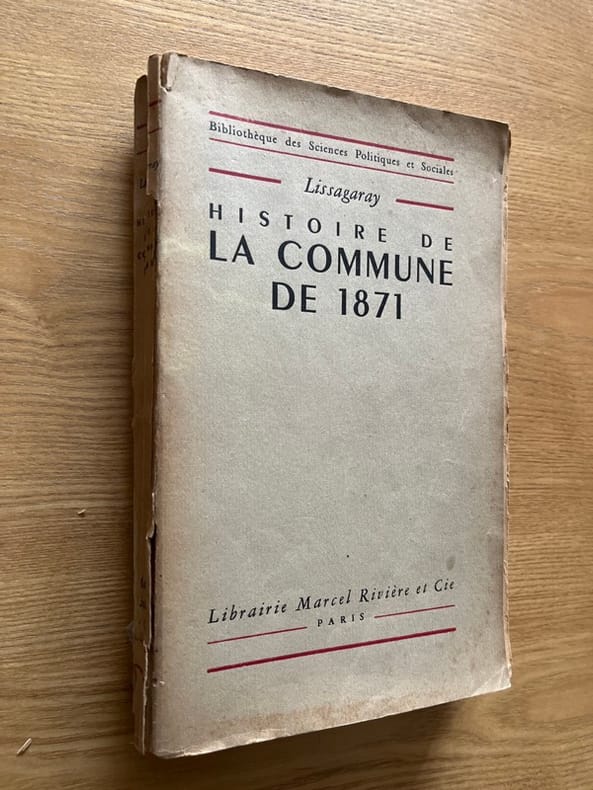 Bibliothèque des Sciences Politiques et Sociales
Lissagaray
HISTOIRE DE
LA COMMUNE
DE 1871
Librairie Marcel Rivière et Cie
PARIS